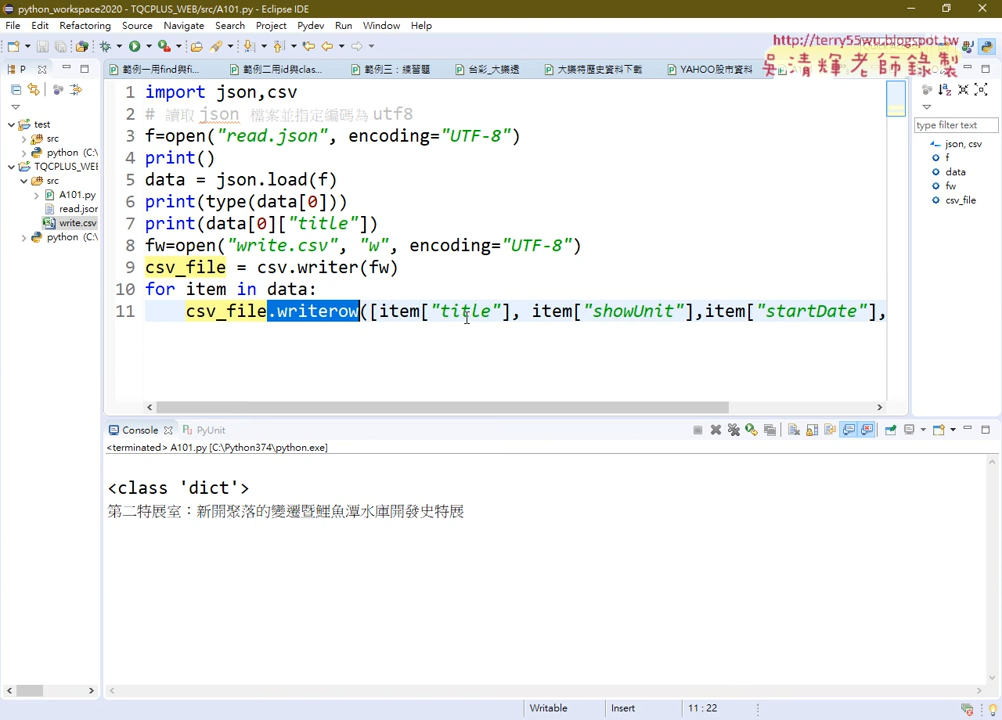 python_workspace2020 - TQCPLUS_WEB/src/A101.py - Eclipse IDE
File Edit Refactoring Source Navigate Search Project Pydev Run Window Help
http://terry55wu.blogspot.tw
吳清輝老師錄製
P
範例一用find與fi...
範例二用id與clas...
範例三：練習題
台彩_大樂透
大樂特歷史資料下載
YAHOO股市資料
test
src
python (C:\
TQCPLUS_WEB
src
A101.py
read.json
write.csv
python (C:\
1 import json,csv
2 # 讀取 json 檔案並指定編碼為 utf8
3 f=open("read.json", encoding="UTF-8")
4 print()
5 data = json.load(f)
6 print(type(data[0]))
7 print(data[0]["title"])
8 fw=open("write.csv", "w", encoding="UTF-8")
9 csv_file = csv.writer(fw)
10 for item in data:
11 csv_file.writerow([item["title"], item["showUnit"],item["startDate"],
type filter text
json, csv
f
data
fw
csv_file
Console PyUnit
<terminated> A101.py [C:\Python374\python.exe]
<class 'dict'>
第二特展室：新開聚落的變遷暨鯉魚潭水庫開發史特展
Writable Insert 11 : 22